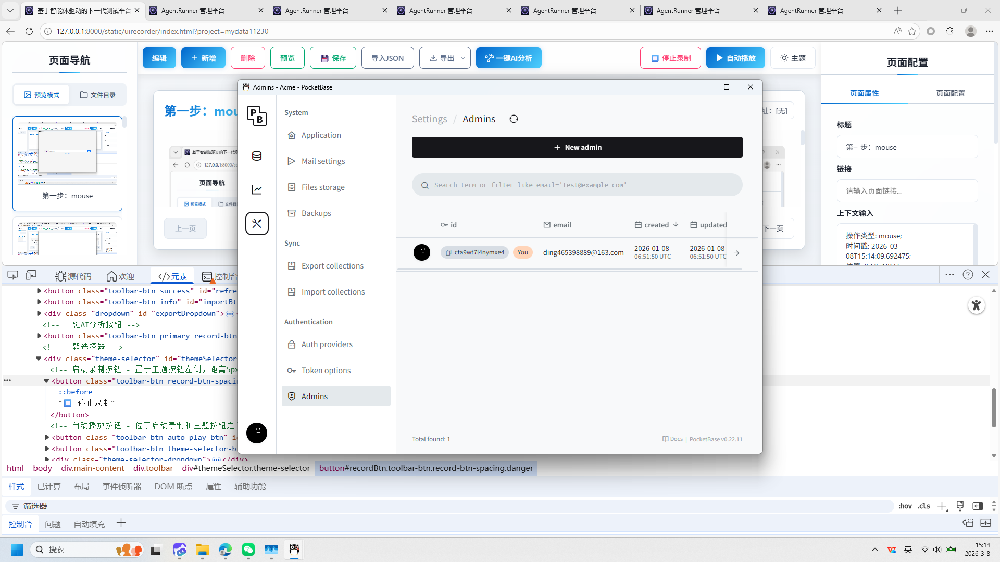 基于智能体驱动的下一代测试平台
AgentRunner 管理平台
AgentRunner 管理平台
AgentRunner 管理平台
AgentRunner 管理平台
AgentRunner 管理平台
AgentRunner 管理平台
127.0.0.1:8000/static/uirecorder/index.html?project=mydata11230
页面导航
编辑
新增
删除
预览
保存
导入JSON
导出
一键AI分析
停止录制
自动播放
主题
页面配置
预览模式
文件目录
第一步：mouse
第一步：mou
基于智能体驱动的下一代
127.0.0.1:8000/st
页面导航
预览模式
文件目
上一页
址：[无]
下一页
页面属性
页面配置
标题
第一步：mouse
链接
请输入页面链接...
上下文输入
操作类型: mouse;
时间戳: 2026-03-
08T15:14:09.692475;
Admins - Acme - PocketBase
P
B
System
Application
Mail settings
Files storage
Backups
Sync
Export collections
Import collections
Authentication
Auth providers
Token options
Admins
Settings / Admins
New admin
Search term or filter like email='test@example.com'
id
email
created
updated
cta9wt7l4nymxe4
You
ding465398889@163.com
2026-01-08
06:51:50 UTC
2026-01-08
06:51:50 UTC
Total found: 1
Docs | PocketBase v0.22.11
源代码
欢迎
</>元素
控制台
<button class="toolbar-btn success" id="refre
<button class="toolbar-btn info" id="importBt
<div class="dropdown" id="exportDropdown">
<!-- 一键AI分析按钮 -->
<button class="toolbar-btn primary record-btn
<!-- 主题选择器 -->
<div class="theme-selector" id="themeSelector
<!-- 启动录制按钮 - 置于主题按钮左侧，距离5px
<button class="toolbar-btn record-btn-spacin
::before
" 停止录制"
</button>
<!-- 自动播放按钮 - 位于启动录制和主题按钮之间
<button class="toolbar-btn auto-play-btn" i
<button class="toolbar-btn theme-selector-b
<div class="theme-selector-dropdown"> </div>
html
body
div.main-content
div.toolbar
div#themeSelector.theme-selector
button#recordBtn.toolbar-btn.record-btn-spacing.danger
样式
已计算
布局
事件侦听器
DOM 断点
属性
辅助功能
筛选器
:hov
.cls
控制台
问题
自动填充
搜索
英
15:14
2026-3-8